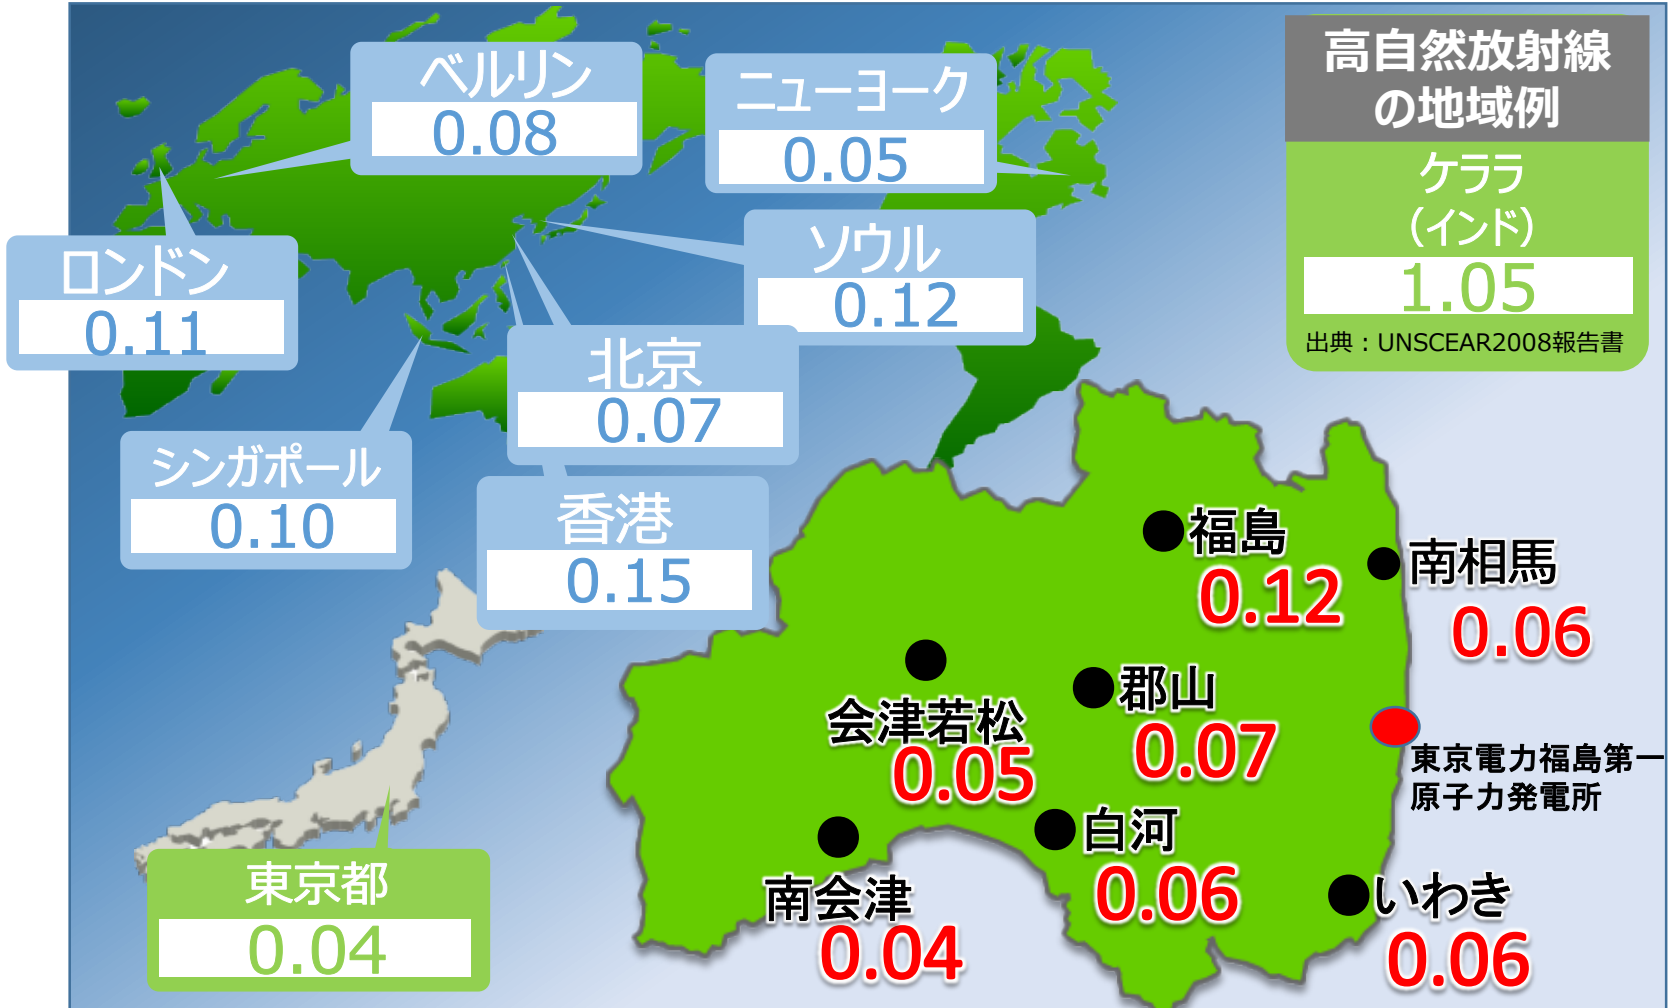 ベルリン
0.08
ニューヨーク
0.05
高自然放射線
の地域例
ケララ
(インド)
1.05
出典：UNSCEAR2008報告書
ロンドン
0.11
ソウル
0.12
北京
0.07
シンガポール
0.10
香港
0.15
福島
0.12
南相馬
0.06
会津若松
0.05
郡山
0.07
東京電力福島第一
原子力発電所
白河
0.06
南会津
0.04
いわき
0.06
東京都
0.04